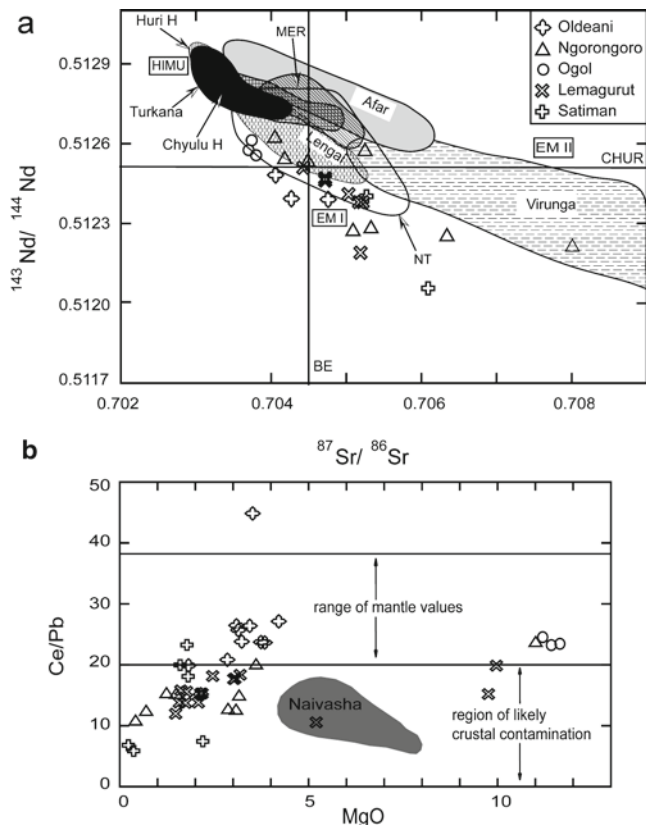 a
Huri H
HIMU
Turkana
Chyulu H
MER
Afar
Lengai
EM I
EM II
CHUR
Virunga
NT
BE
Oldeani
Ngorongoro
Ogol
Lemagurut
Satiman
0.5129
0.5126
0.5123
0.5120
0.5117
143Nd/ 144Nd
0.702
0.704
0.706
0.708
87Sr/ 86Sr
b
50
40
30
20
10
0
Ce/Pb
range of mantle values
Naivasha
region of likely
crustal contamination
0
5
10
MgO